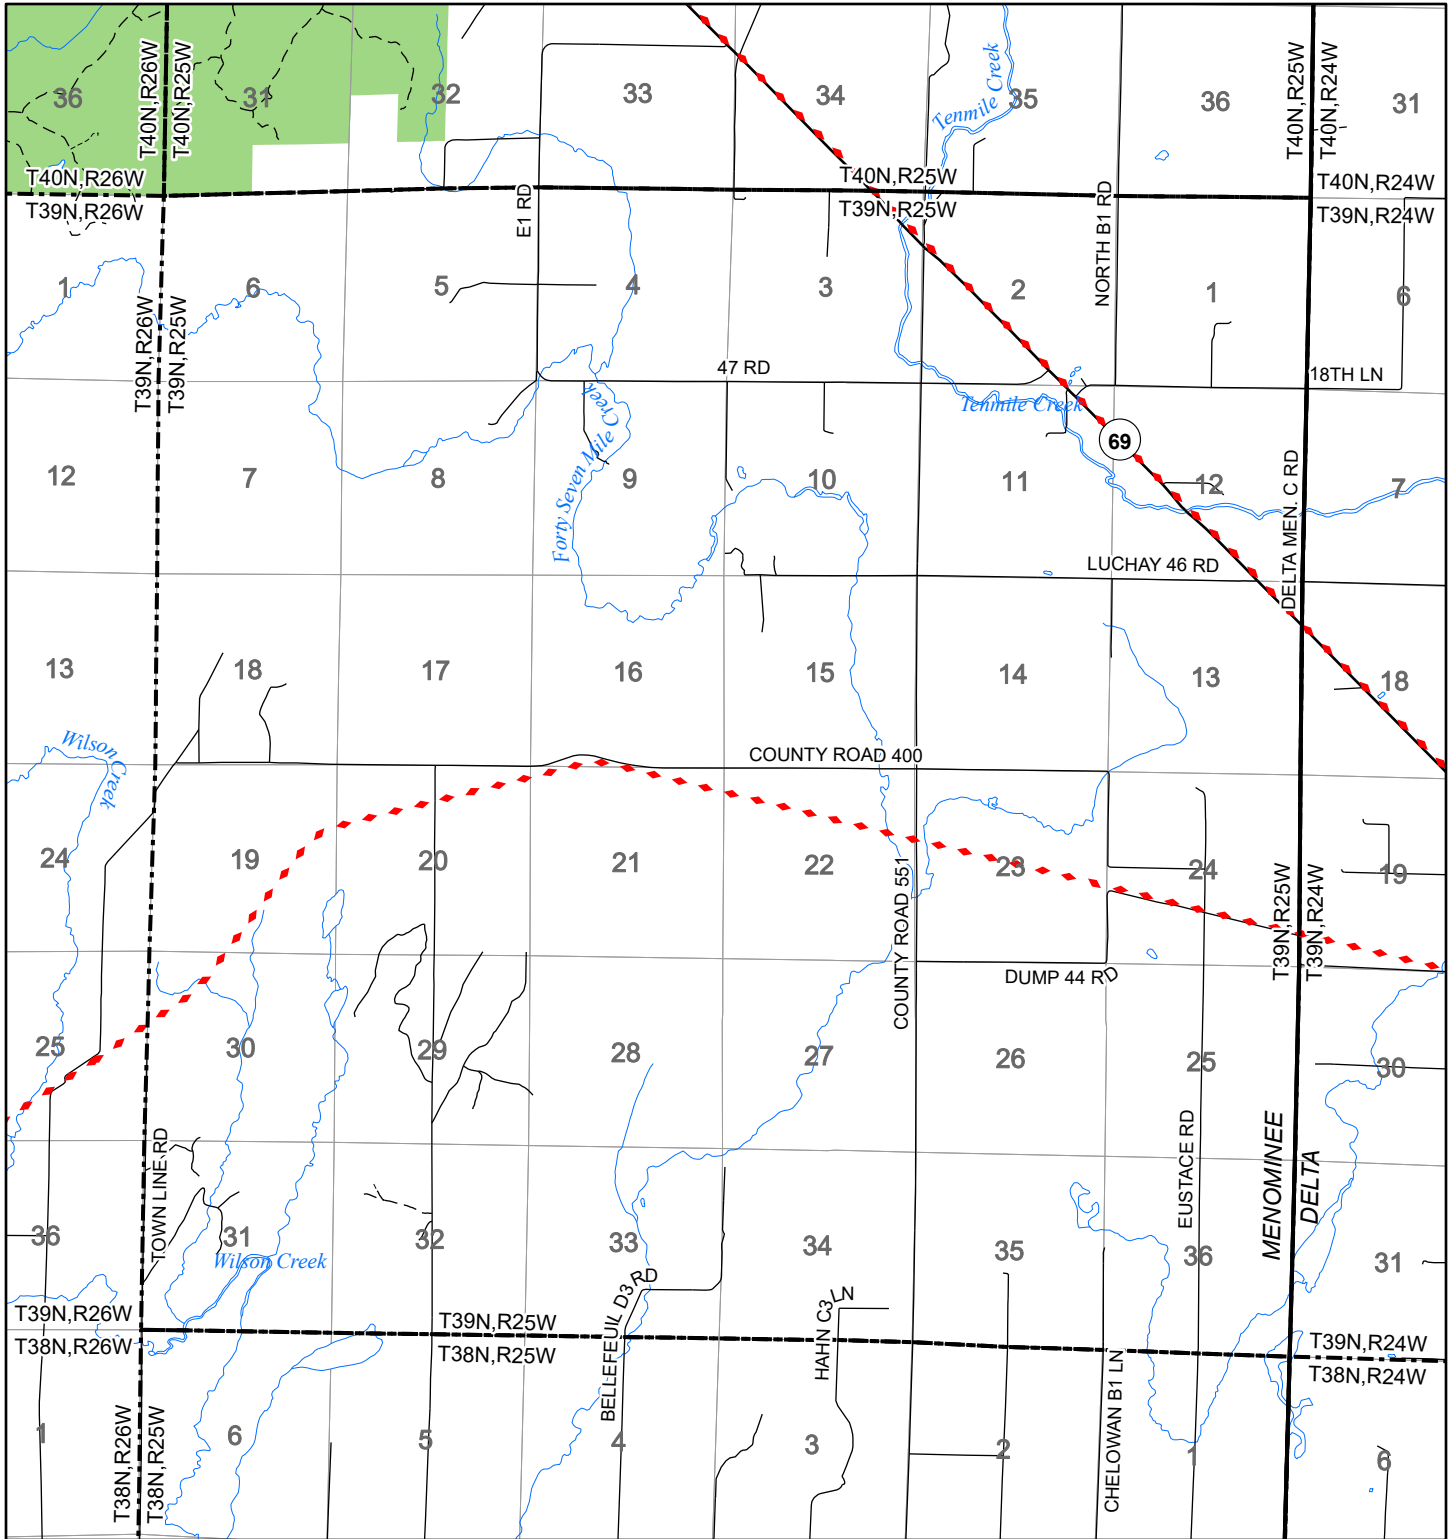 36
31
32
33
34
35
36
31
Tenmile Creek
T40N,R26W
T40N,R25W
T40N,R25W
T40N,R24W
T40N,R26W
T39N,R26W
T40N,R25W
T39N,R25W
T40N,R24W
T39N,R24W
E1 RD
NORTH B1 RD
1
6
5
4
3
2
1
6
T39N,R26W
T39N,R25W
47 RD
18TH LN
Tenmile Creek
69
Forty Seven Mile Creek
12
7
8
9
10
11
12
7
DELTA MEN. C RD
LUCHAY 46 RD
13
18
17
16
15
14
13
18
Wilson Creek
COUNTY ROAD 400
24
19
20
21
22
23
24
19
COUNTY ROAD 551
T39N,R25W
T39N,R24W
DUMP 44 RD
25
30
29
28
27
26
25
30
TOWN LINE RD
EUSTACE RD
MENOMINEE
DELTA
36
31
32
33
34
35
36
31
Wilson Creek
BELLEFEUIL D3 RD
HAHN C3 LN
T39N,R26W
T38N,R26W
T39N,R25W
T38N,R25W
T39N,R24W
T38N,R24W
CHELOWAN B1 LN
T38N,R26W
T38N,R25W
1
6
5
4
3
2
1
6